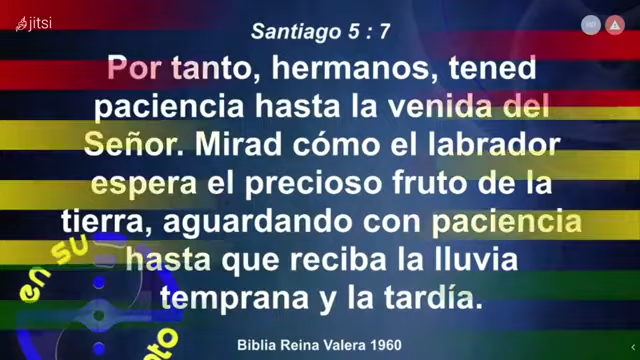 jitsi
Santiago 5 : 7
Por tanto, hermanos, tened
paciencia hasta la venida del
Señor. Mirad cómo el labrador
espera el precioso fruto de la
tierra, aguardando con paciencia
hasta que reciba la lluvia
temprana y la tardía.
en su
Biblia Reina Valera 1960